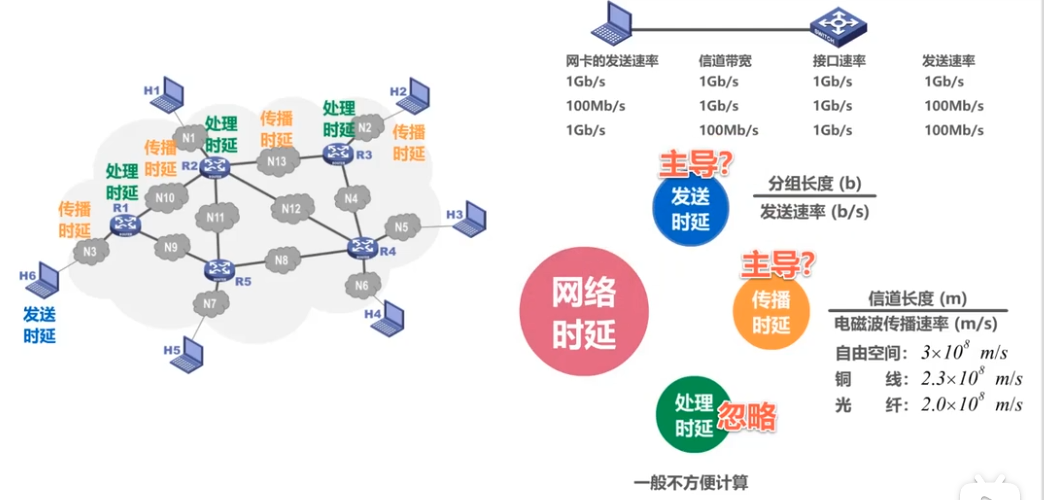 H1
H2
H3
H4
H5
H6
N1
N2
N3
N4
N5
N6
N7
N8
N9
N10
N11
N12
N13
R1
R2
R3
R4
R5
处理
时延
传播
时延
处理
时延
传播
时延
传播
时延
处理
时延
传播
时延
发送
时延
SWITCH
网卡的发送速率 信道带宽 接口速率 发送速率
1Gb/s 1Gb/s 1Gb/s 1Gb/s
100Mb/s 1Gb/s 1Gb/s 100Mb/s
1Gb/s 100Mb/s 1Gb/s 100Mb/s
主导?
发送
时延
分组长度 (b)
发送速率 (b/s)
网络
时延
主导?
传播
时延
信道长度 (m)
电磁波传播速率 (m/s)
自由空间: 3×10⁸ m/s
铜 线: 2.3×10⁸ m/s
光 纤: 2.0×10⁸ m/s
处理
时延
忽略
一般不方便计算